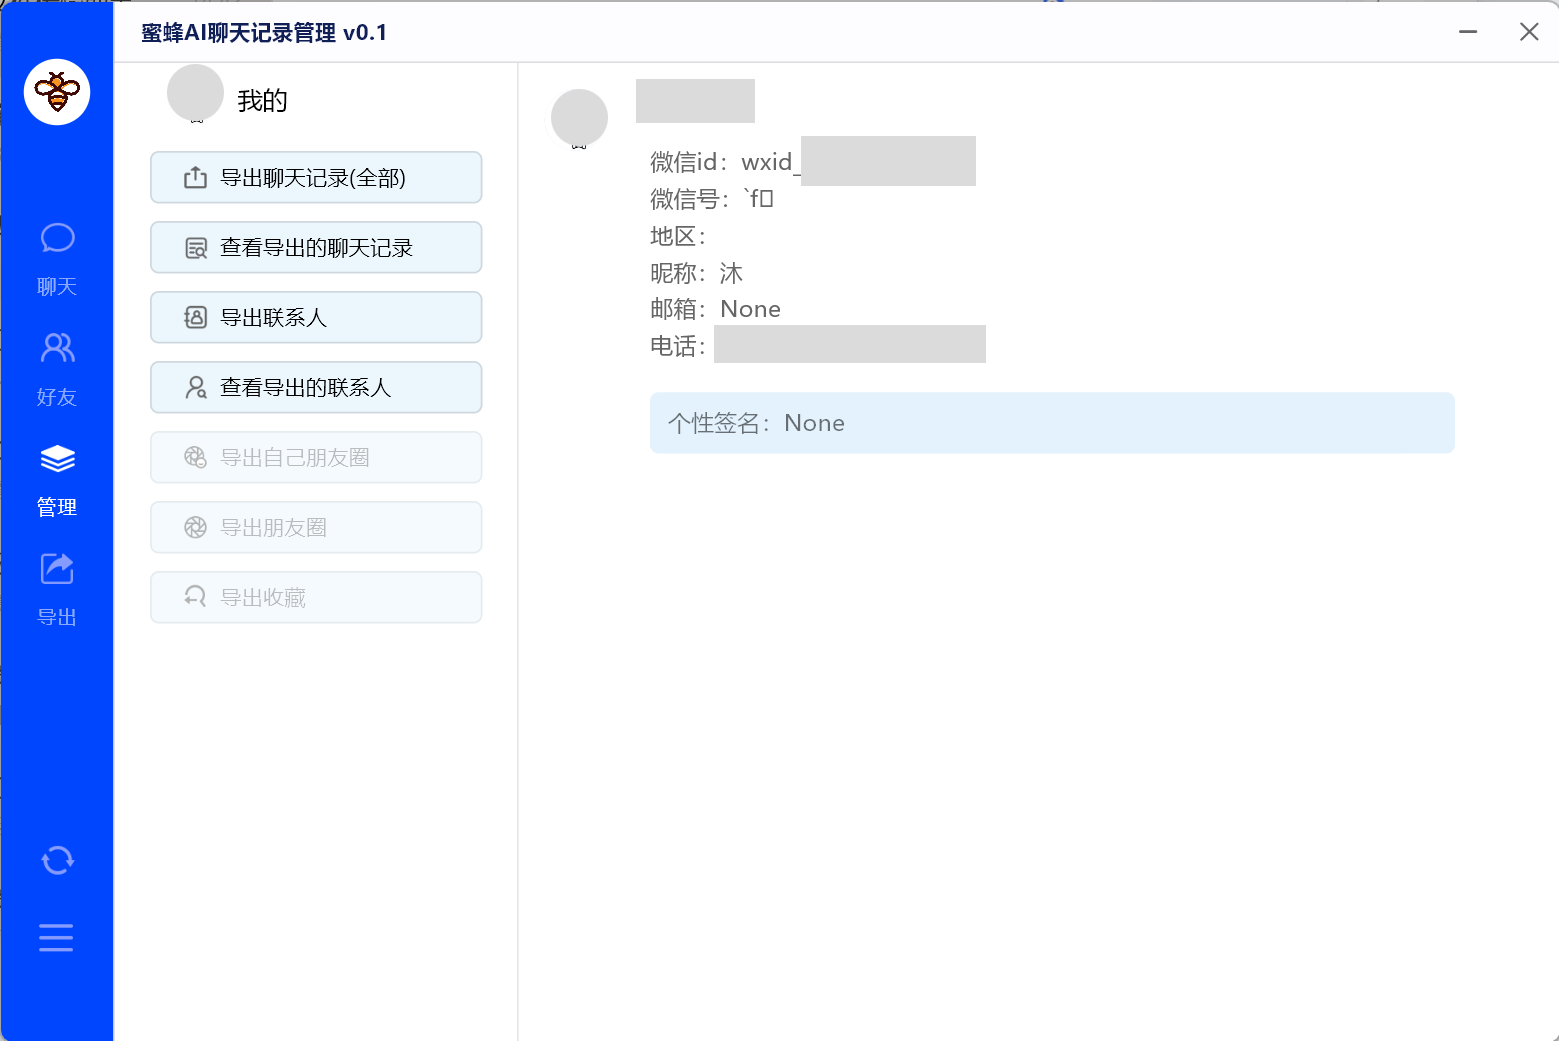 蜜蜂AI聊天记录管理 v0.1
聊天
好友
管理
导出
我的
导出聊天记录(全部)
查看导出的聊天记录
导出联系人
查看导出的联系人
导出自己朋友圈
导出朋友圈
导出收藏
微信id：wxid_
微信号：`f
地区：
昵称：沐
邮箱：None
电话：
个性签名：None